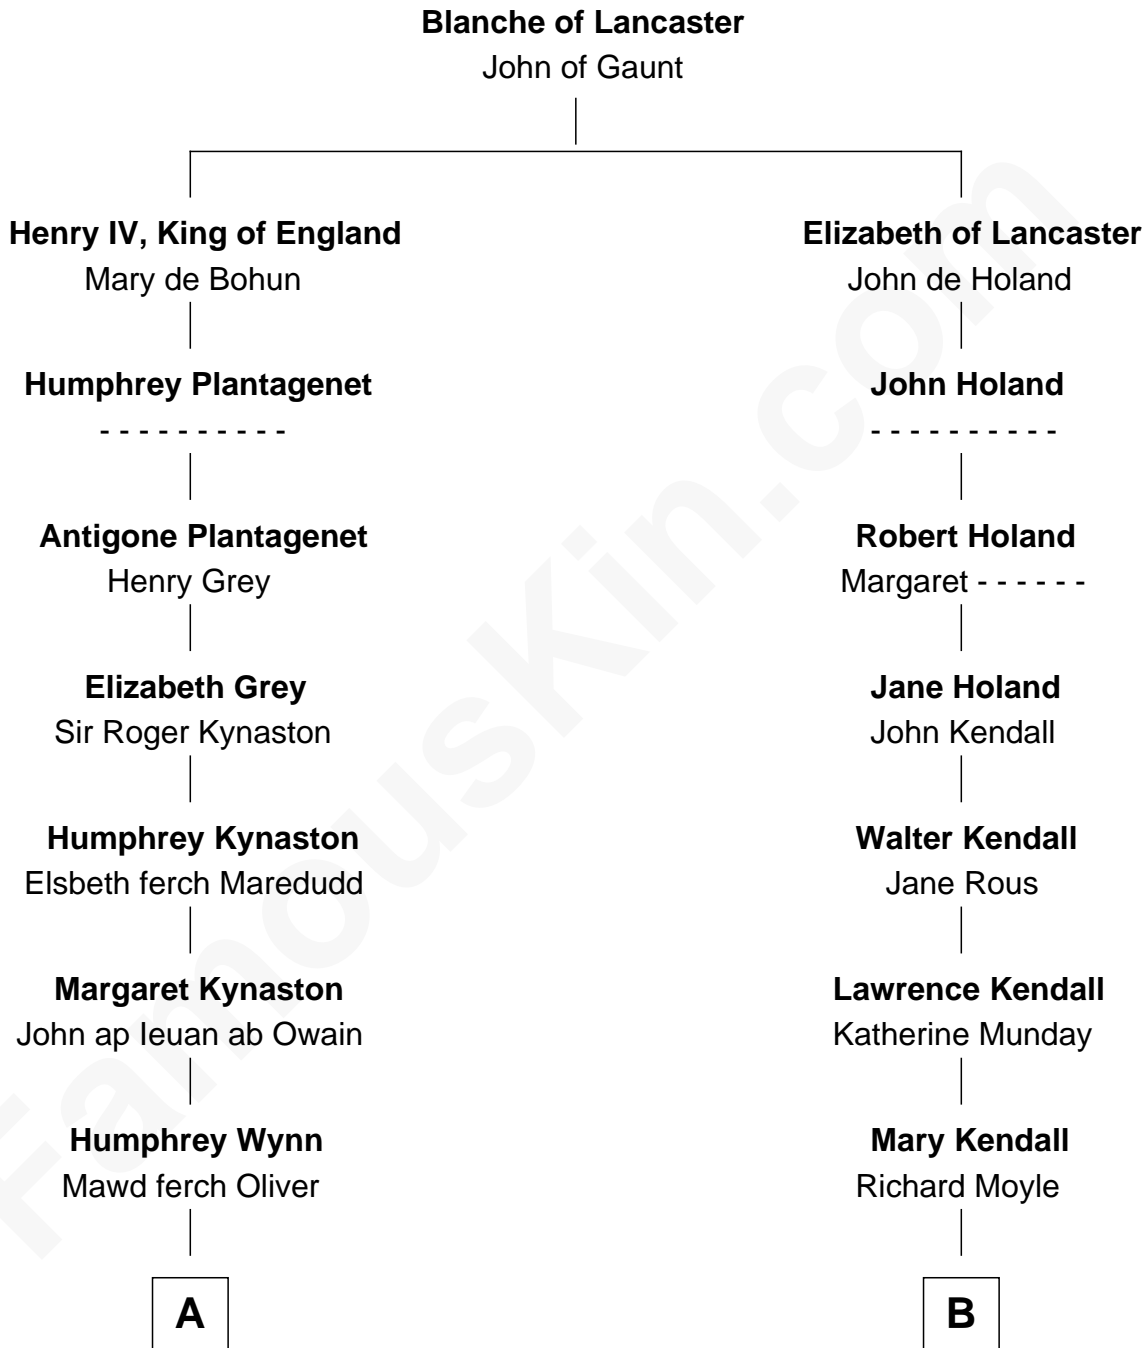 Blanche of Lancaster
John of Gaunt
Henry IV, King of England
Mary de Bohun
Elizabeth of Lancaster
John de Holand
Humphrey Plantagenet
- - - - - - - - - -
John Holand
- - - - - - - - - -
Antigone Plantagenet
Henry Grey
Robert Holand
Margaret - - - - - -
Elizabeth Grey
Sir Roger Kynaston
Jane Holand
John Kendall
Humphrey Kynaston
Elsbeth ferch Maredudd
Walter Kendall
Jane Rous
Margaret Kynaston
John ap Ieuan ab Owain
Lawrence Kendall
Katherine Munday
Humphrey Wynn
Mawd ferch Oliver
Mary Kendall
Richard Moyle
A
B
FamousKin.com